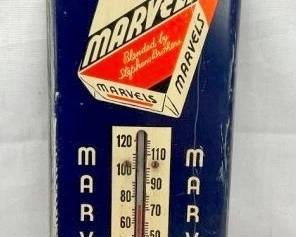 MARVELS
Blended by
Stephano Brothers
MARVELS
MARVELS
120
110
100
90
80
70
60
50
M
A
R
V
M
A
R
V